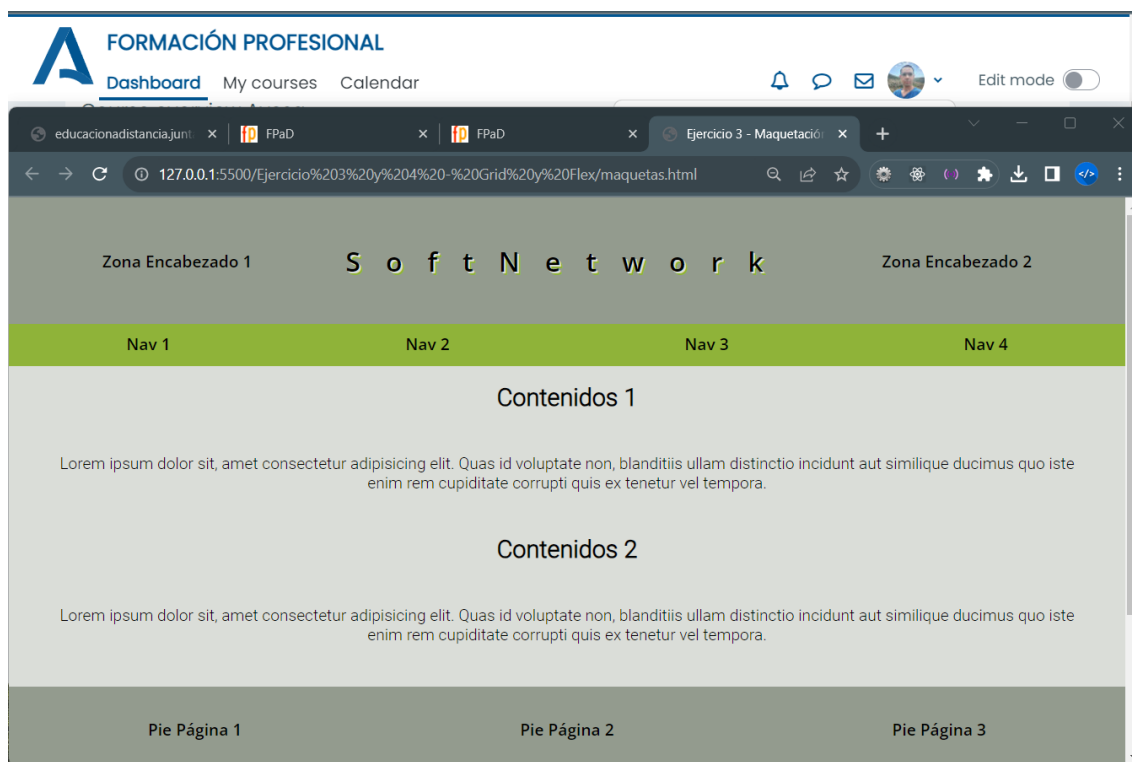 FORMACIÓN PROFESIONAL
Dashboard My courses Calendar Edit mode
educacionadistancia.junt FPaD FPaD Ejercicio 3 - Maquetación
127.0.0.1:5500/Ejercicio%203%20y%204%20-%20Grid%20y%20Flex/maquetas.html
Zona Encabezado 1 SoftNetwork Zona Encabezado 2
Nav 1 Nav 2 Nav 3 Nav 4
Contenidos 1
Lorem ipsum dolor sit, amet consectetur adipisicing elit. Quas id voluptate non, blanditiis ullam distinctio incidunt aut similique ducimus quo iste
enim rem cupiditate corrupti quis ex tenetur vel tempora.
Contenidos 2
Lorem ipsum dolor sit, amet consectetur adipisicing elit. Quas id voluptate non, blanditiis ullam distinctio incidunt aut similique ducimus quo iste
enim rem cupiditate corrupti quis ex tenetur vel tempora.
Pie Página 1 Pie Página 2 Pie Página 3